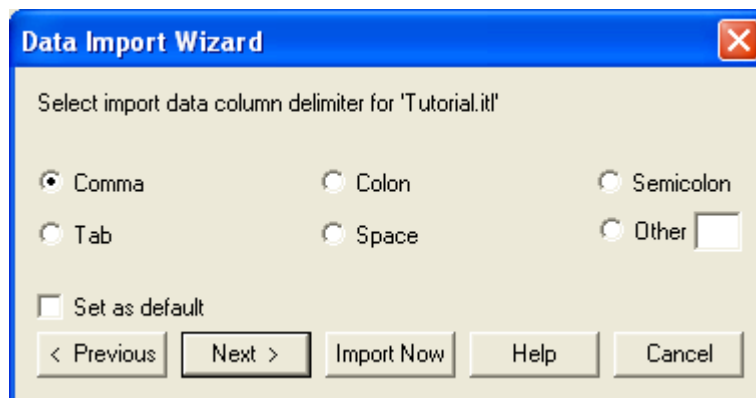 Data Import Wizard
Select import data column delimiter for 'Tutorial.itl'
Comma Colon Semicolon
Tab Space Other
Set as default
< Previous Next > Import Now Help Cancel